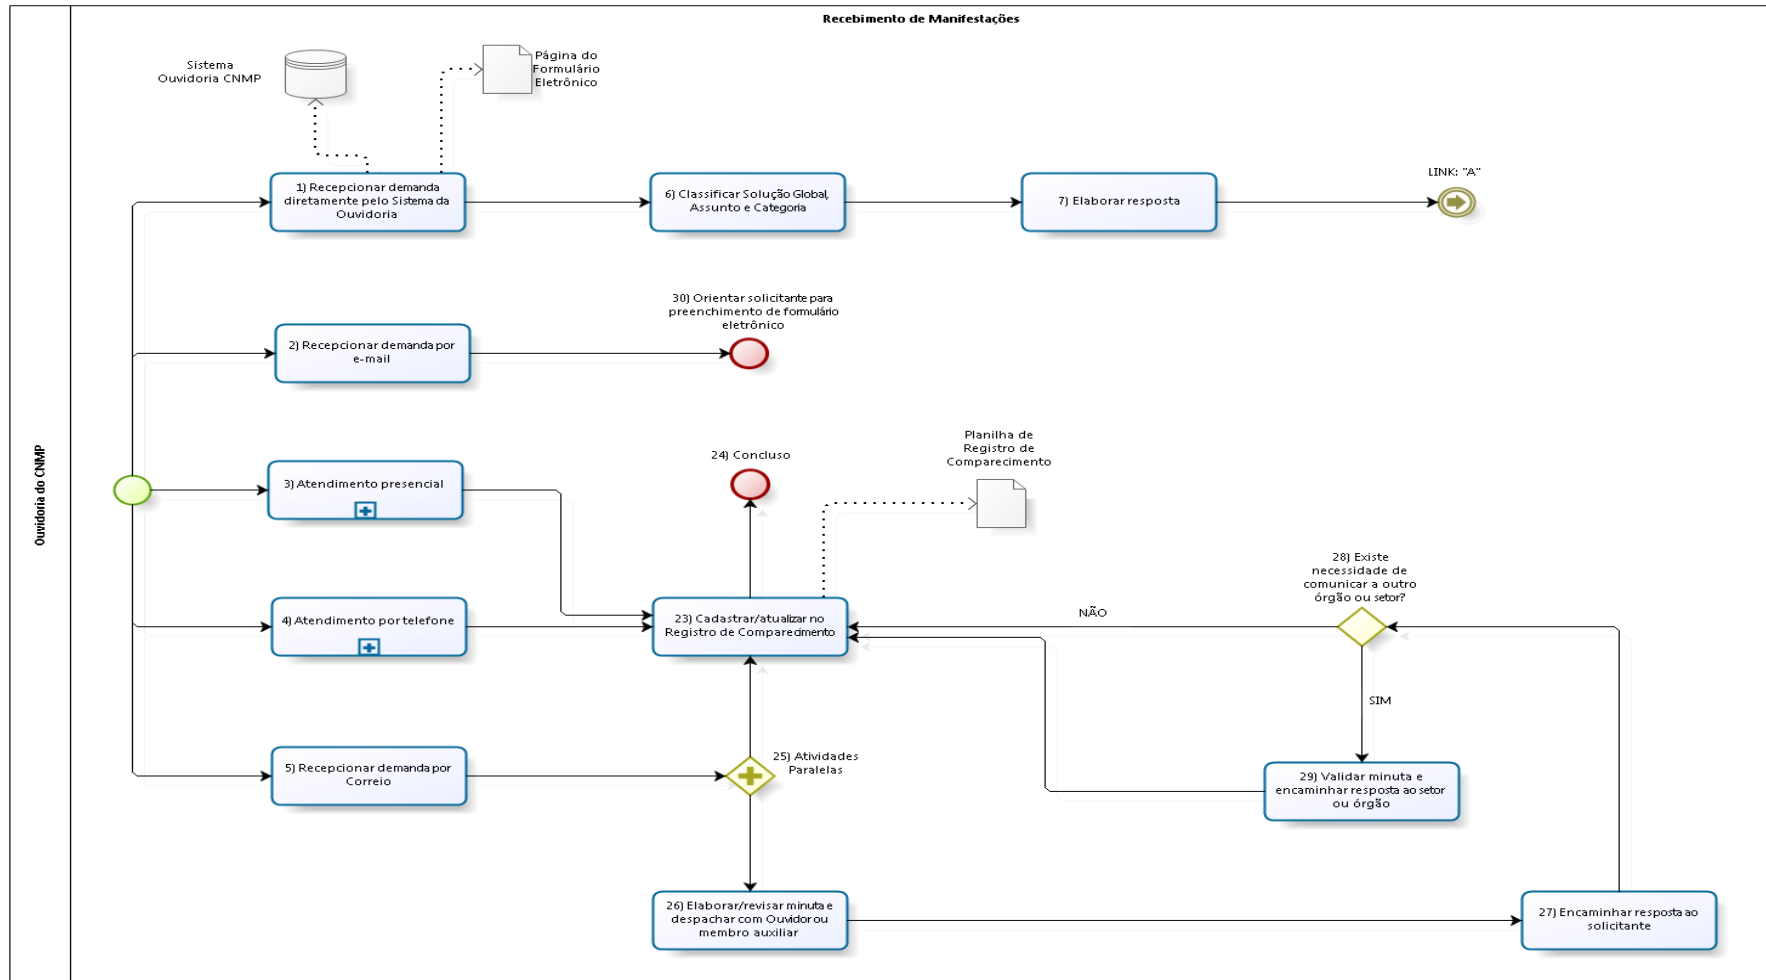 Recebimento de Manifestações
Ouvidoria do CNMP
Sistema
Ouvidoria CNMP
Página do
Formulário
Eletrônico
1) Recepcionar demanda
diretamente pelo Sistema da
Ouvidoria
6) Classificar Solução Global,
Assunto e Categoria
7) Elaborar resposta
LINK: "A"
30) Orientar solicitante para
preenchimento de formulário
eletrônico
2) Recepcionar demanda por
e-mail
24) Concluso
Planilha de
Registro de
Comparecimento
3) Atendimento presencial
28) Existe
necessidade de
comunicar a outro
órgão ou setor?
4) Atendimento por telefone
23) Cadastrar/atualizar no
Registro de Comparecimento
NÃO
SIM
5) Recepcionar demanda por
Correio
25) Atividades
Paralelas
29) Validar minuta e
encaminhar resposta ao setor
ou órgão
26) Elaborar/revisar minuta e
despachar com Ouvidor ou
membro auxiliar
27) Encaminhar resposta ao
solicitante